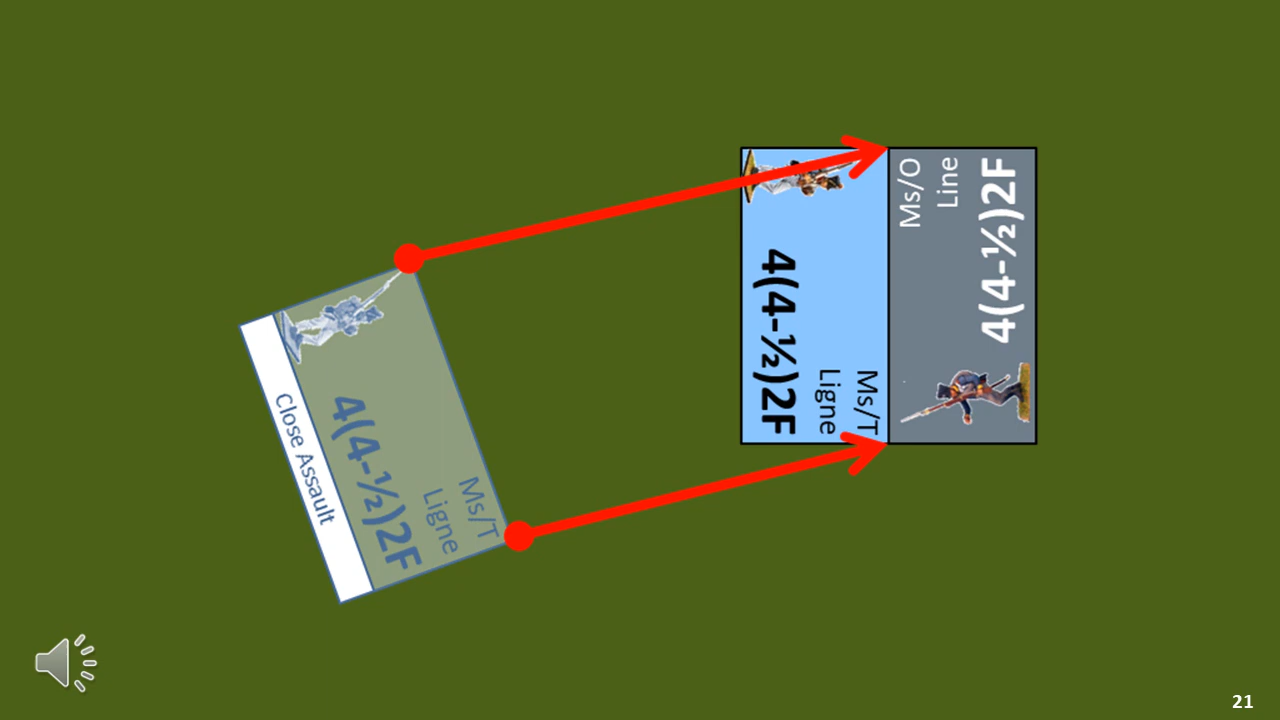 Close Assault
4(4-½)2F
Ligne
Ms/T
4(4-½)2F
Ligne
Ms/T
Ms/O
Line
4(4-½)2F
21